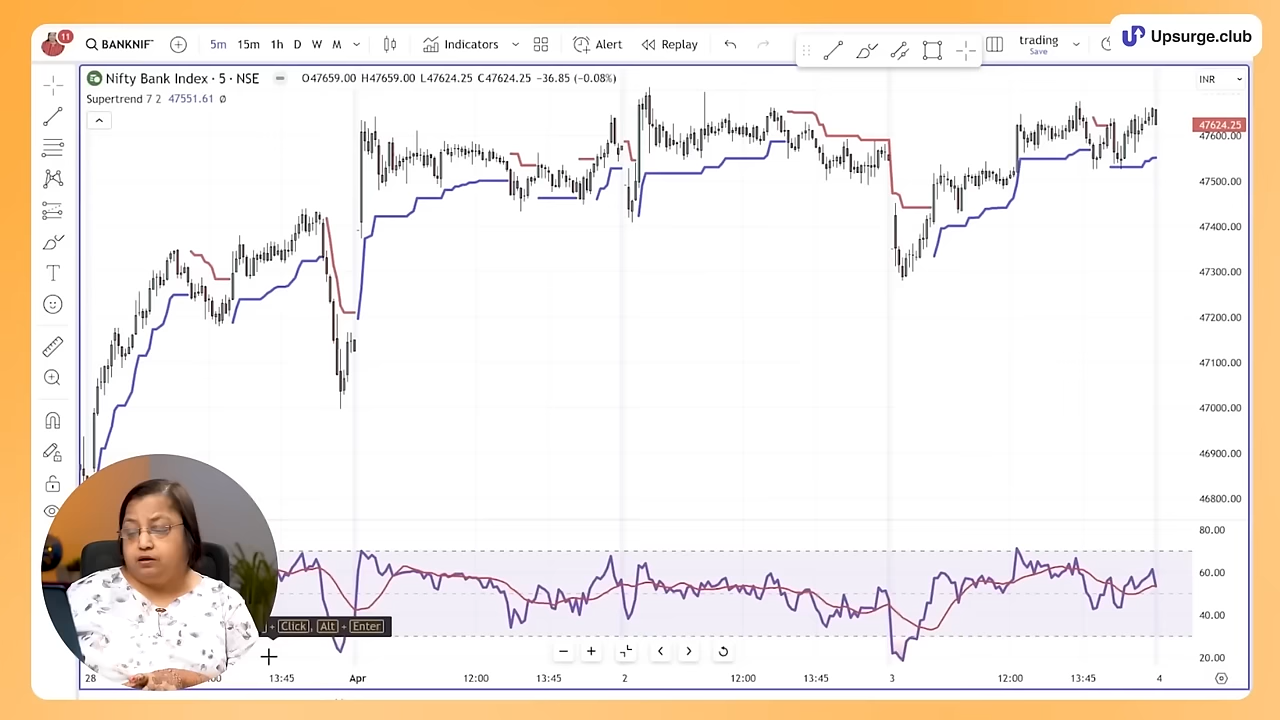 11
BANKNIF
5m 15m 1h D W M
Indicators
Alert
Replay
trading
Save
Upsurge.club
Nifty Bank Index · 5 · NSE
O47659.00 H47659.00 L47624.25 C47624.25 −36.85 (−0.08%)
INR
Supertrend 7 2 47551.61 Ø
47624.25
47600.00
47500.00
47400.00
47300.00
47200.00
47100.00
47000.00
46900.00
46800.00
80.00
60.00
40.00
20.00
+ Click, Alt + Enter
28 13:45 Apr 12:00 13:45 2 12:00 13:45 3 12:00 13:45 4